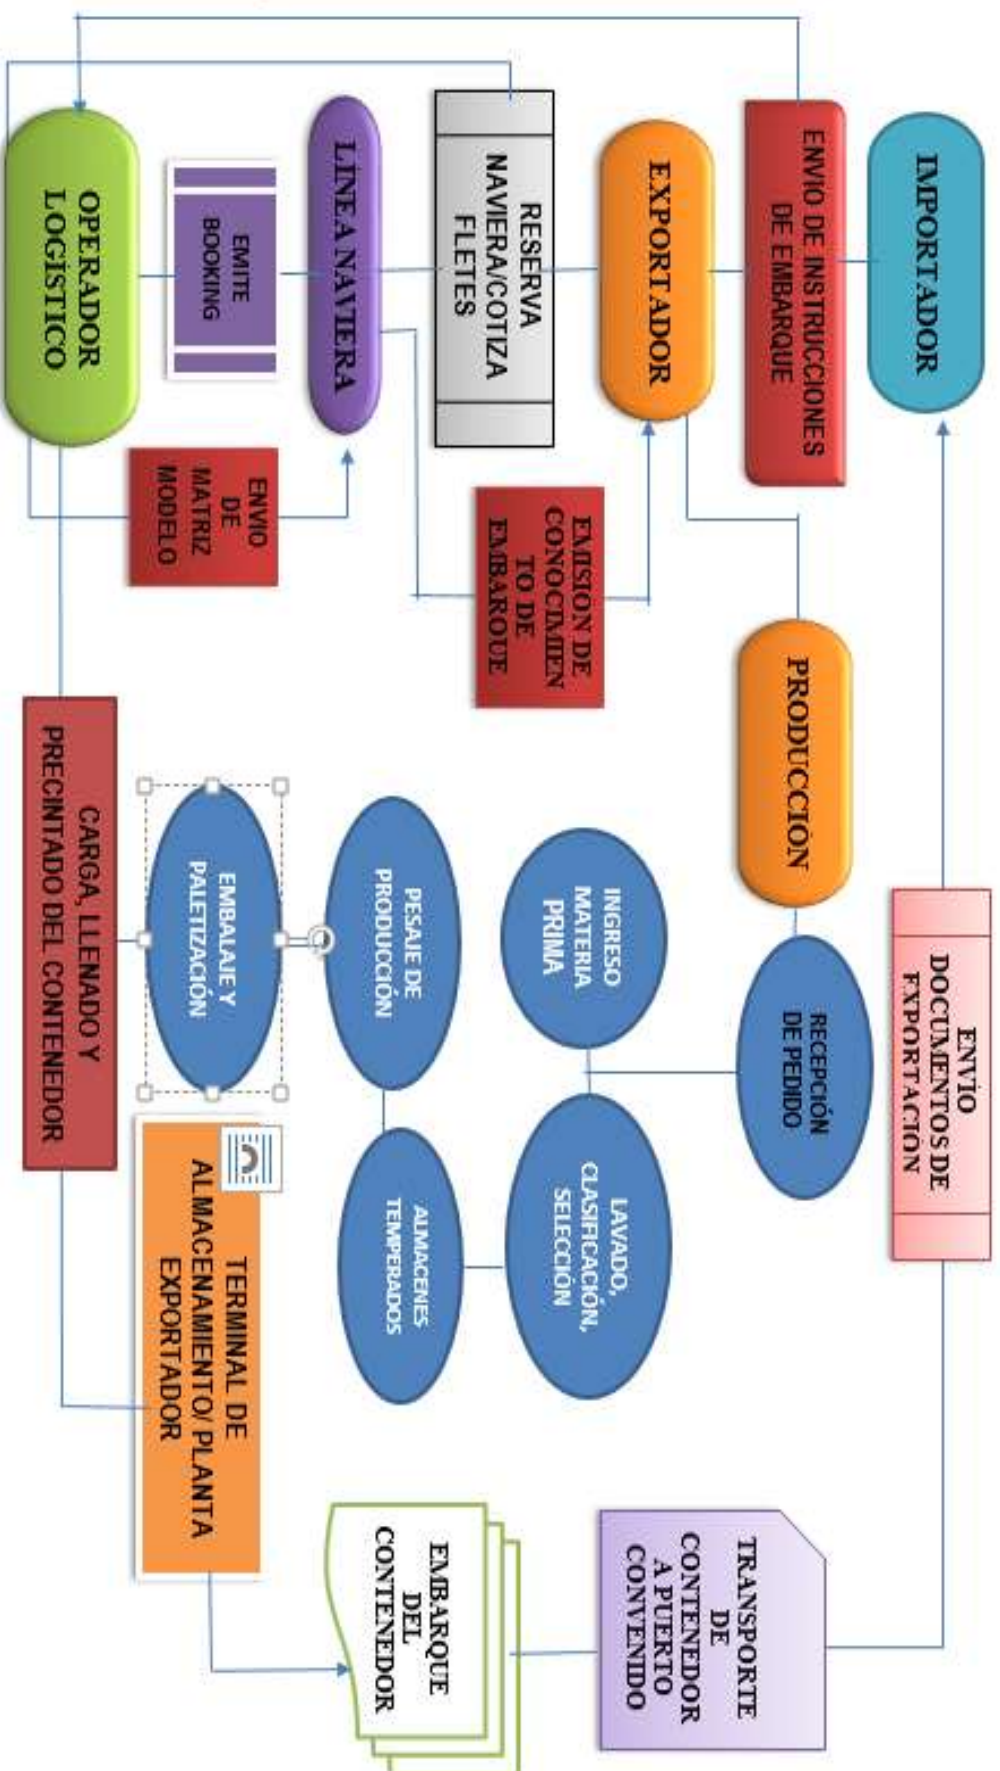 IMPORTADOR
ENVIO DE INSTRUCCIONES
DE EMBARQUE
EXPORTADOR
RESERVA
NAVIERA/COTIZA
FLETES
LÍNEA NAVIERA
EMITE
BOOKING
OPERADOR
LOGÍSTICO
ENVIO
DE
MATRIZ
MODELO
EMISION DE
CONOCIMIEN
TO DE
EMBARQUE
PRODUCCIÓN
RECEPCIÓN
DE PEDIDO
INGRESO
MATERIA
PRIMA
LAVADO,
CLASIFICACIÓN,
SELECCIÓN
ALMACENES
TEMPERADOS
PESAJE DE
PRODUCCIÓN
EMBALAJE Y
PALETIZACIÓN
CARGA, LLENADO Y
PRECINTADO DEL CONTENEDOR
TERMINAL DE
ALMACENAMIENTO/ PLANTA
EXPORTADOR
EMBARQUE
DEL
CONTENEDOR
TRANSPORTE
DE
CONTENEDOR
A PUERTO
CONVENIDO
ENVÍO
DOCUMENTOS DE
EXPORTACIÓN